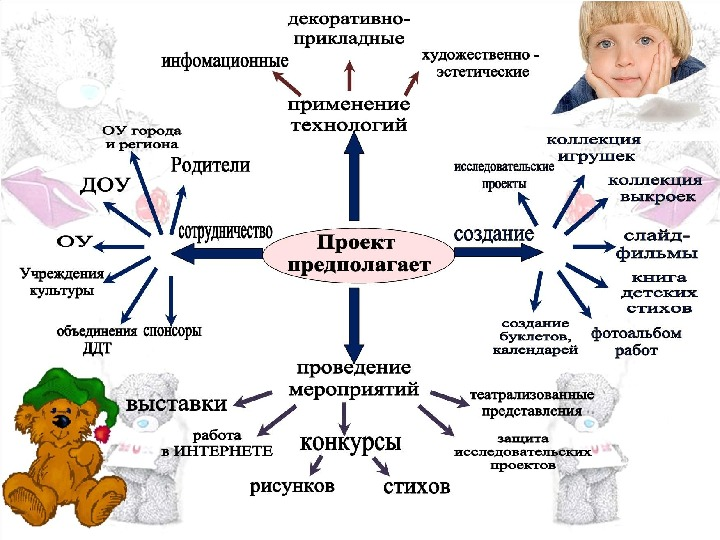 декоративно-
прикладные
инфомационные
художественно -
эстетические
применение
технологий
ОУ города
и региона
Родители
ДОУ
сотрудничество
ОУ
Учреждения
культуры
объединения
ДДТ
спонсоры
Проект
предполагает
создание
исследовательские
проекты
коллекция
игрушек
коллекция
выкроек
слайд-
фильмы
книга
детских
стихов
фотоальбом
работ
создание
буклетов,
календарей
проведение
мероприятий
выставки
работа
в ИНТЕРНЕТЕ
конкурсы
рисунков
стихов
театрализованные
представления
защита
исследовательских
проектов